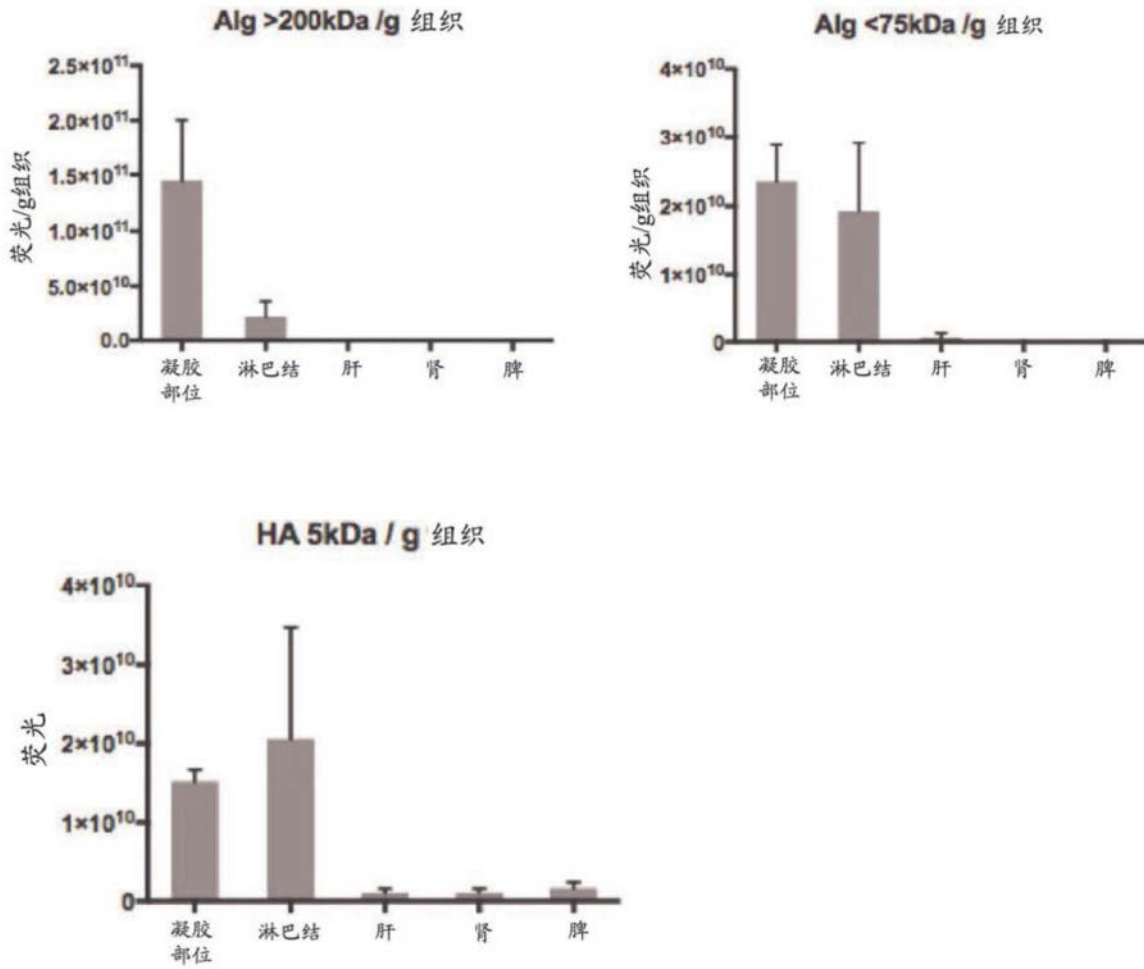 Alg >200kDa /g 组织
荧光/g组织
2.5×10¹¹
2.0×10¹¹
1.5×10¹¹
1.0×10¹¹
5.0×10¹⁰
0.0
凝胶
部位
淋巴结
肝
肾
脾
Alg <75kDa /g 组织
荧光/g组织
4×10¹⁰
3×10¹⁰
2×10¹⁰
1×10¹⁰
0
凝胶
部位
淋巴结
肝
肾
脾
HA 5kDa / g 组织
荧光
4×10¹⁰
3×10¹⁰
2×10¹⁰
1×10¹⁰
0
凝胶
部位
淋巴结
肝
肾
脾